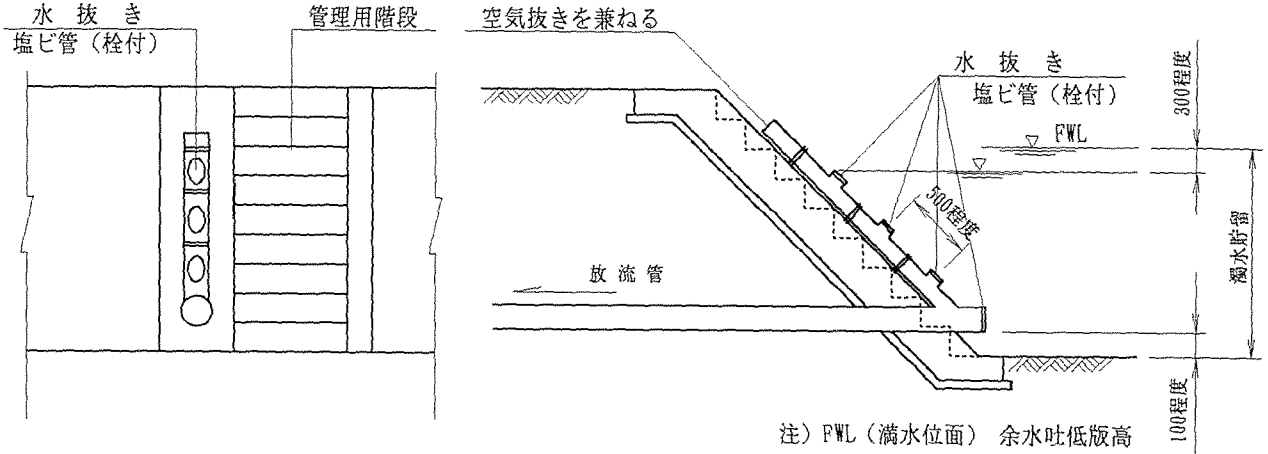 水 抜 き
塩ビ管（栓付）
管理用階段
空気抜きを兼ねる
水 抜 き
塩ビ管（栓付）
300程度
FWL
500程度
濁水貯留
放流管
100程度
注）FWL（満水位面） 余水吐低版高